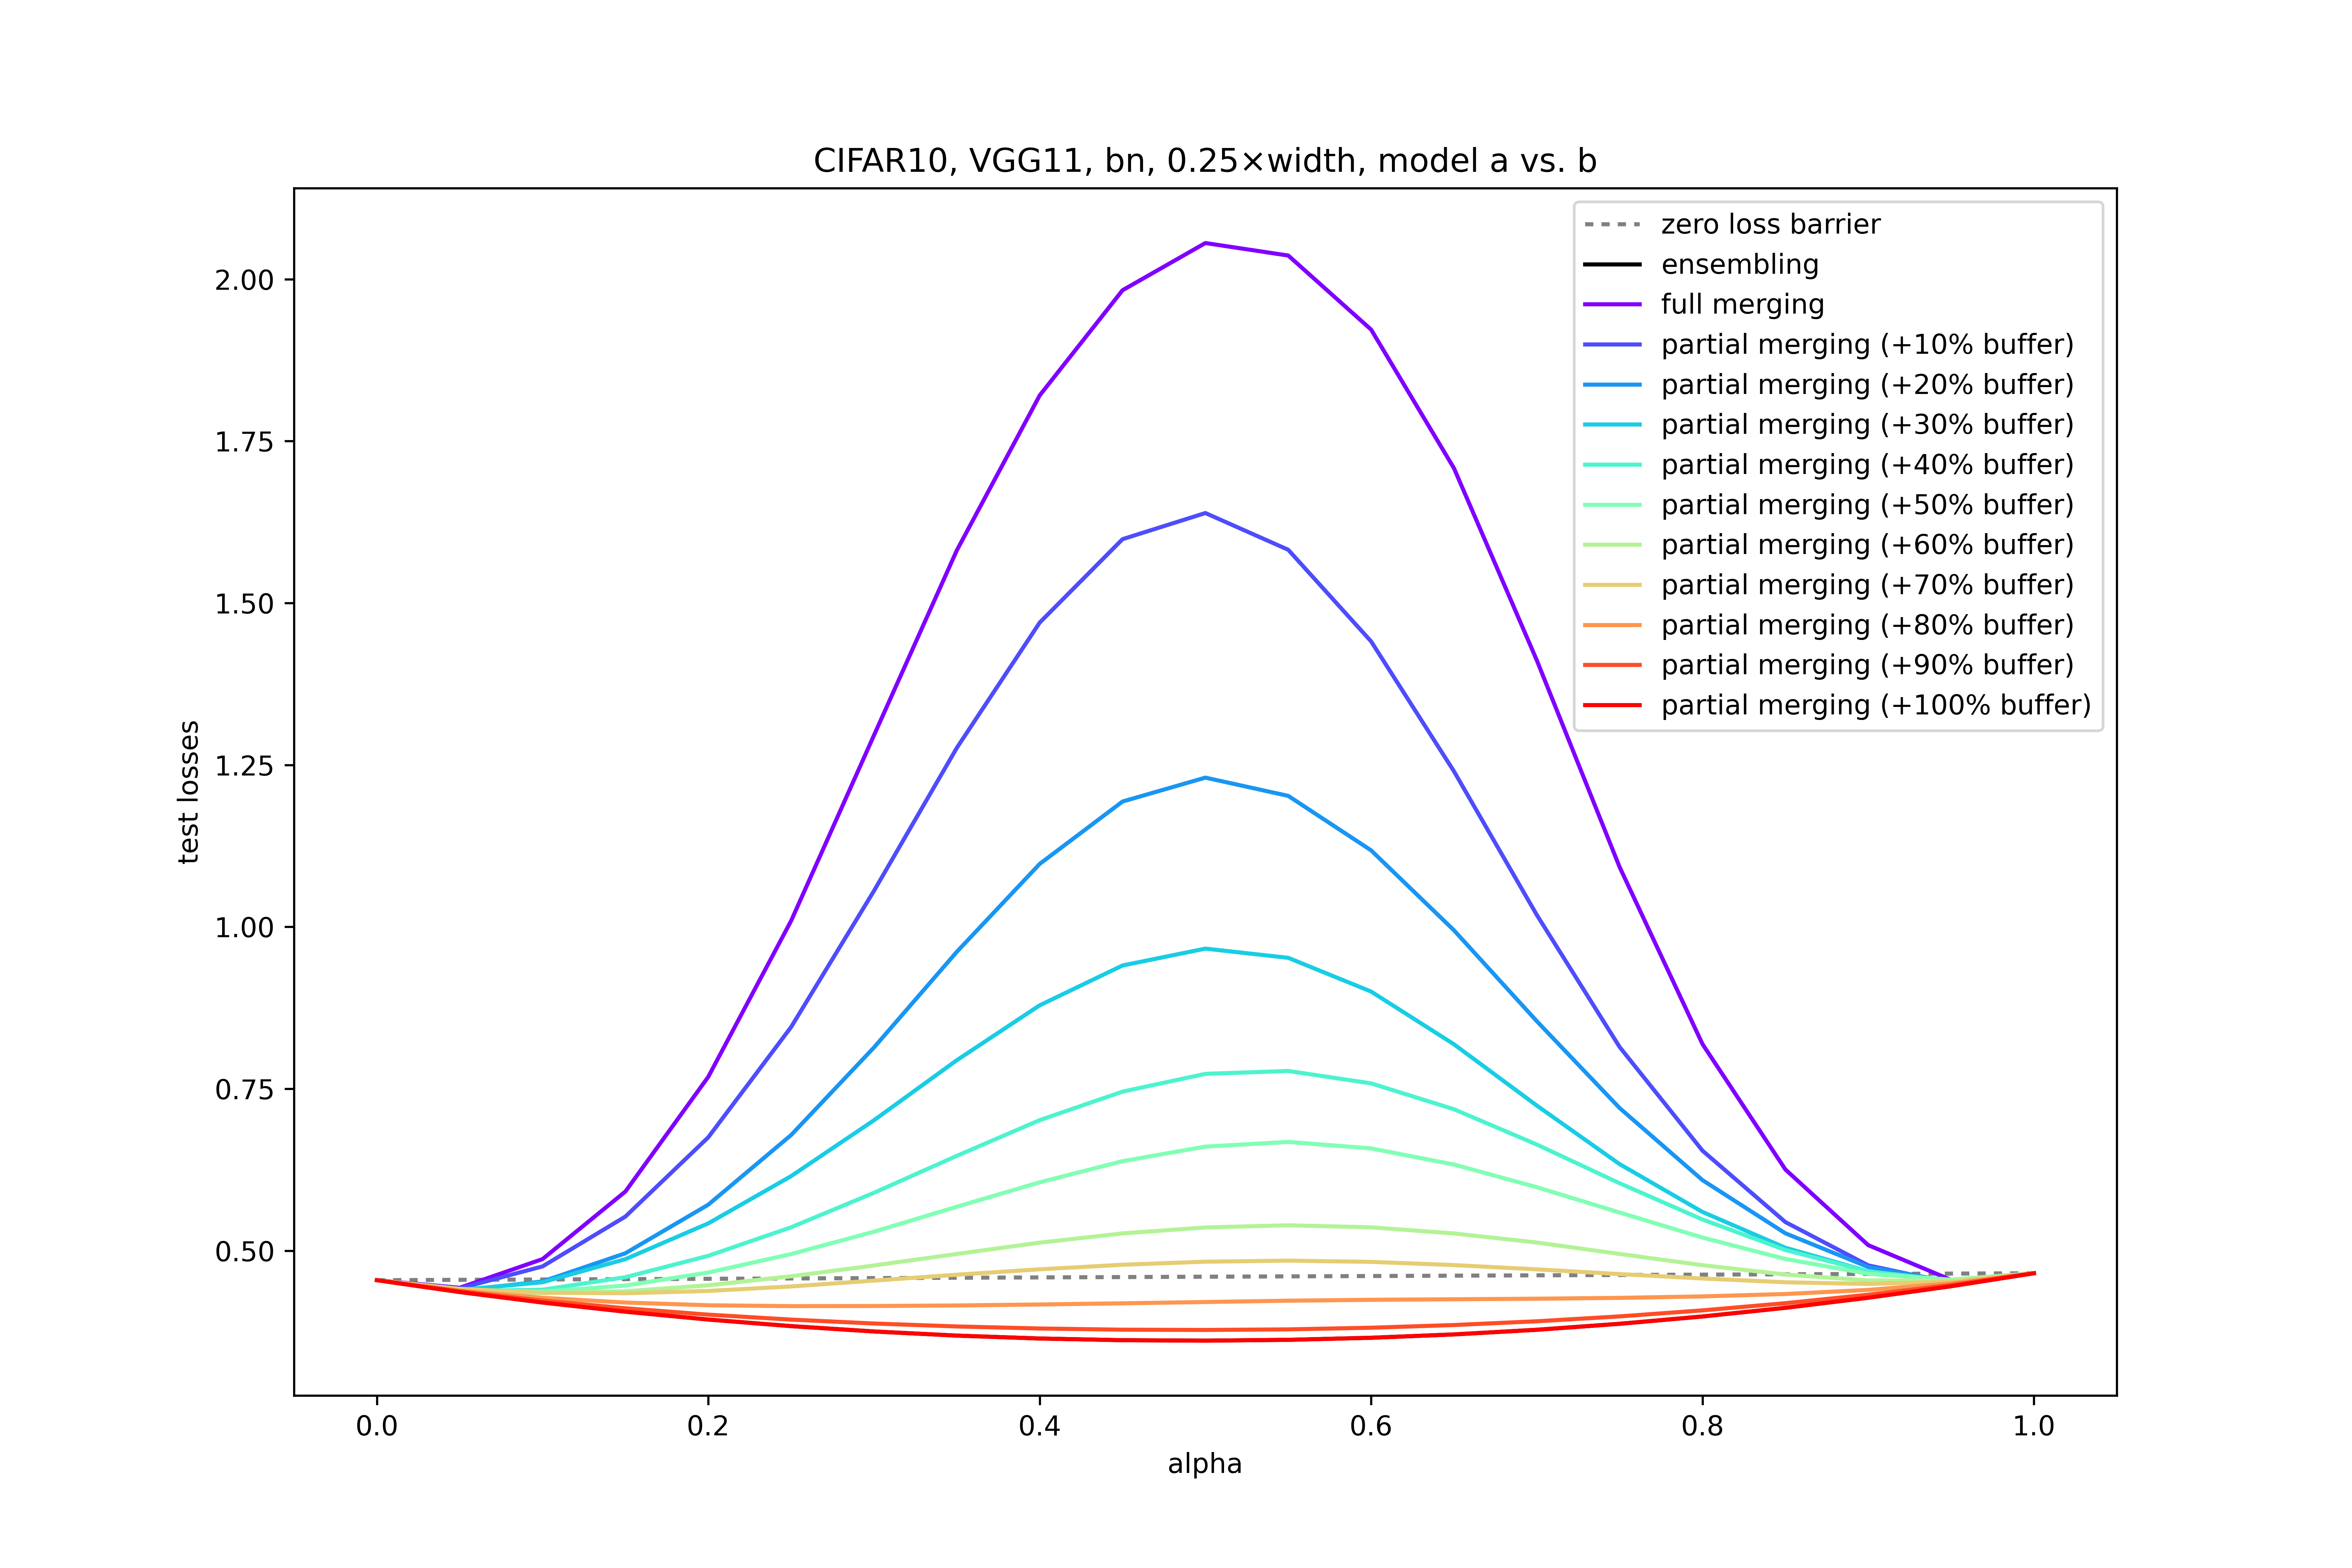 CIFAR10, VGG11, bn, 0.25×width, model a vs. b
zero loss barrier
ensembling
full merging
partial merging (+10% buffer)
partial merging (+20% buffer)
partial merging (+30% buffer)
partial merging (+40% buffer)
partial merging (+50% buffer)
partial merging (+60% buffer)
partial merging (+70% buffer)
partial merging (+80% buffer)
partial merging (+90% buffer)
partial merging (+100% buffer)
test losses
2.00
1.75
1.50
1.25
1.00
0.75
0.50
0.0 0.2 0.4 0.6 0.8 1.0
alpha